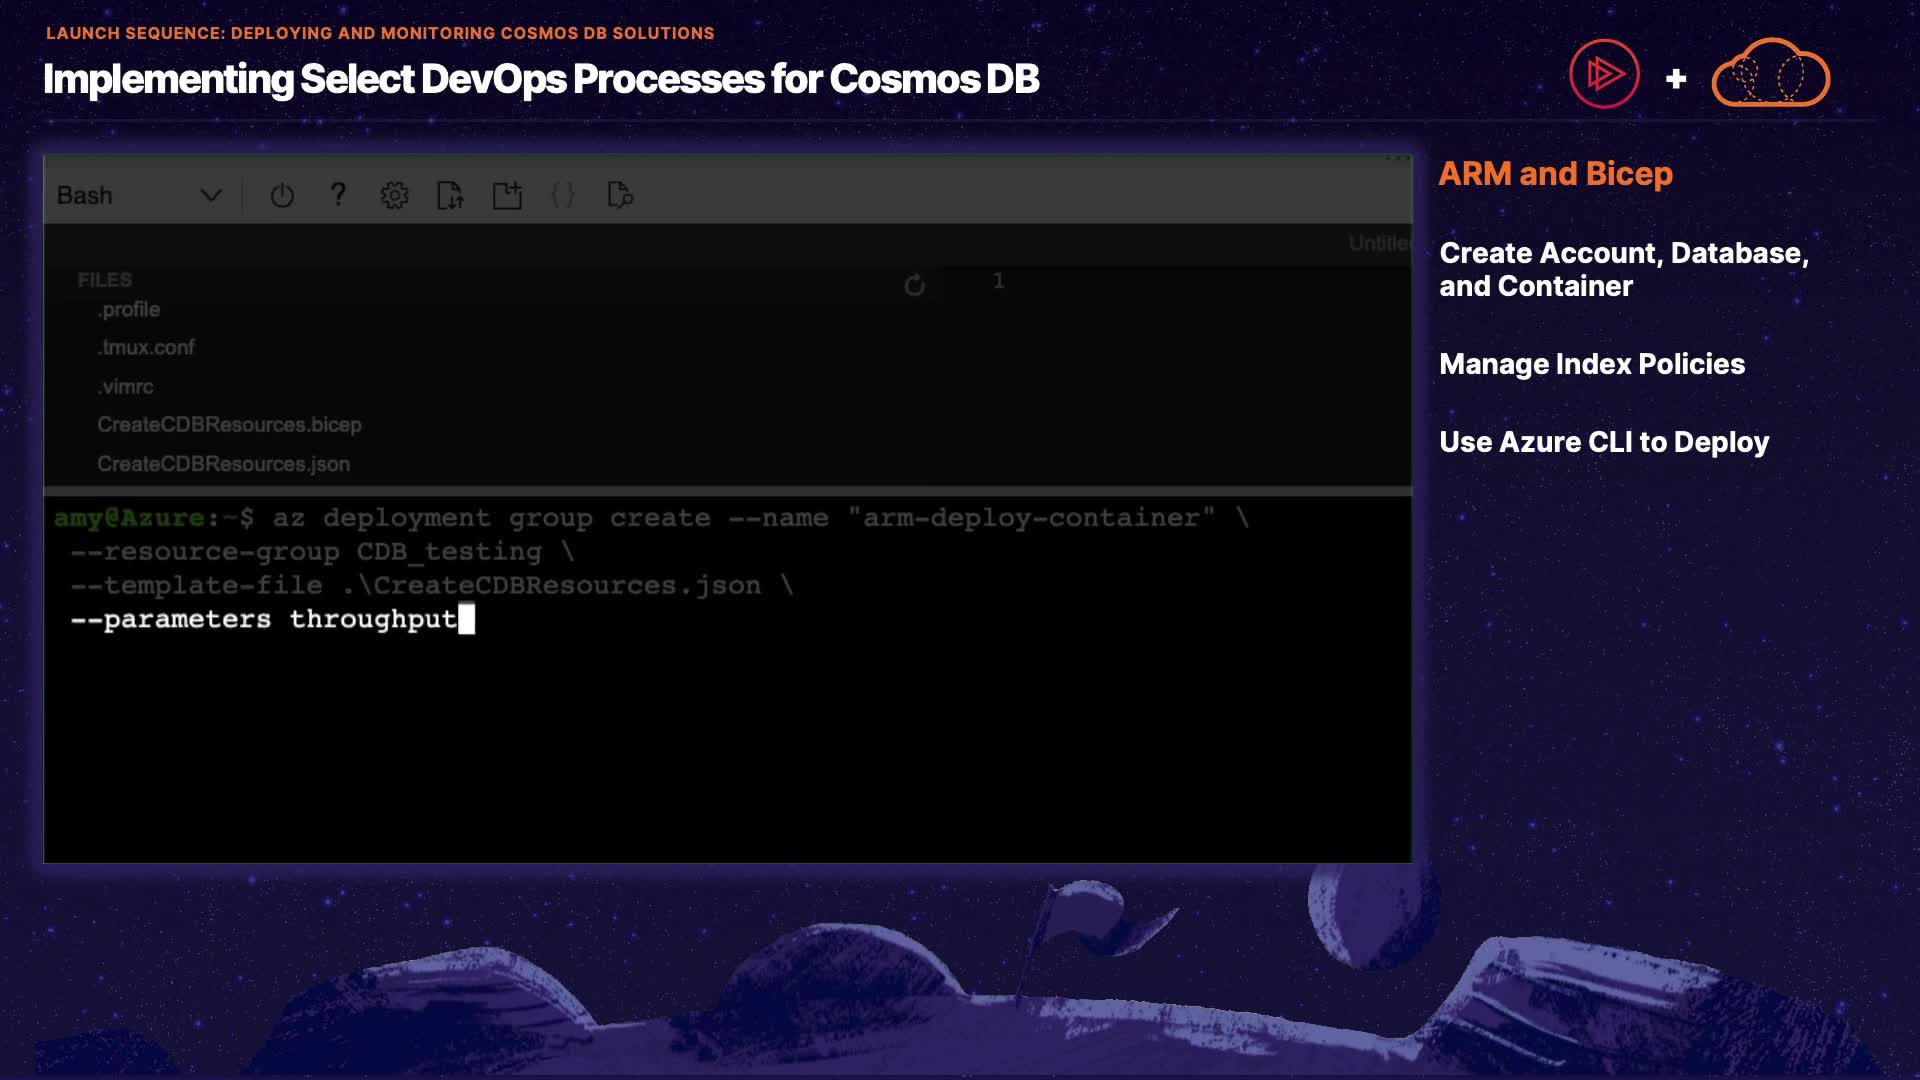 LAUNCH SEQUENCE: DEPLOYING AND MONITORING COSMOS DB SOLUTIONS
Implementing Select DevOps Processes for Cosmos DB
Bash
Untitled
FILES
1
.profile
.tmux.conf
.vimrc
CreateCDBResources.bicep
CreateCDBResources.json
amy@Azure:~$ az deployment group create --name "arm-deploy-container" \
--resource-group CDB_testing \
--template-file .\CreateCDBResources.json \
--parameters throughput
ARM and Bicep
Create Account, Database,
and Container
Manage Index Policies
Use Azure CLI to Deploy